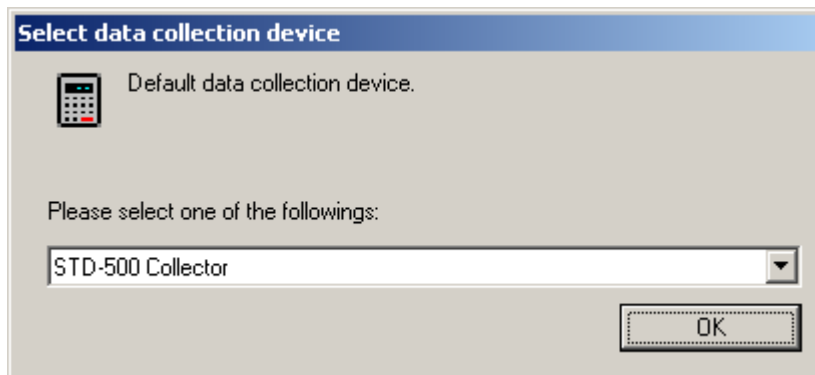 Select data collection device
Default data collection device.
Please select one of the followings:
STD-500 Collector
OK